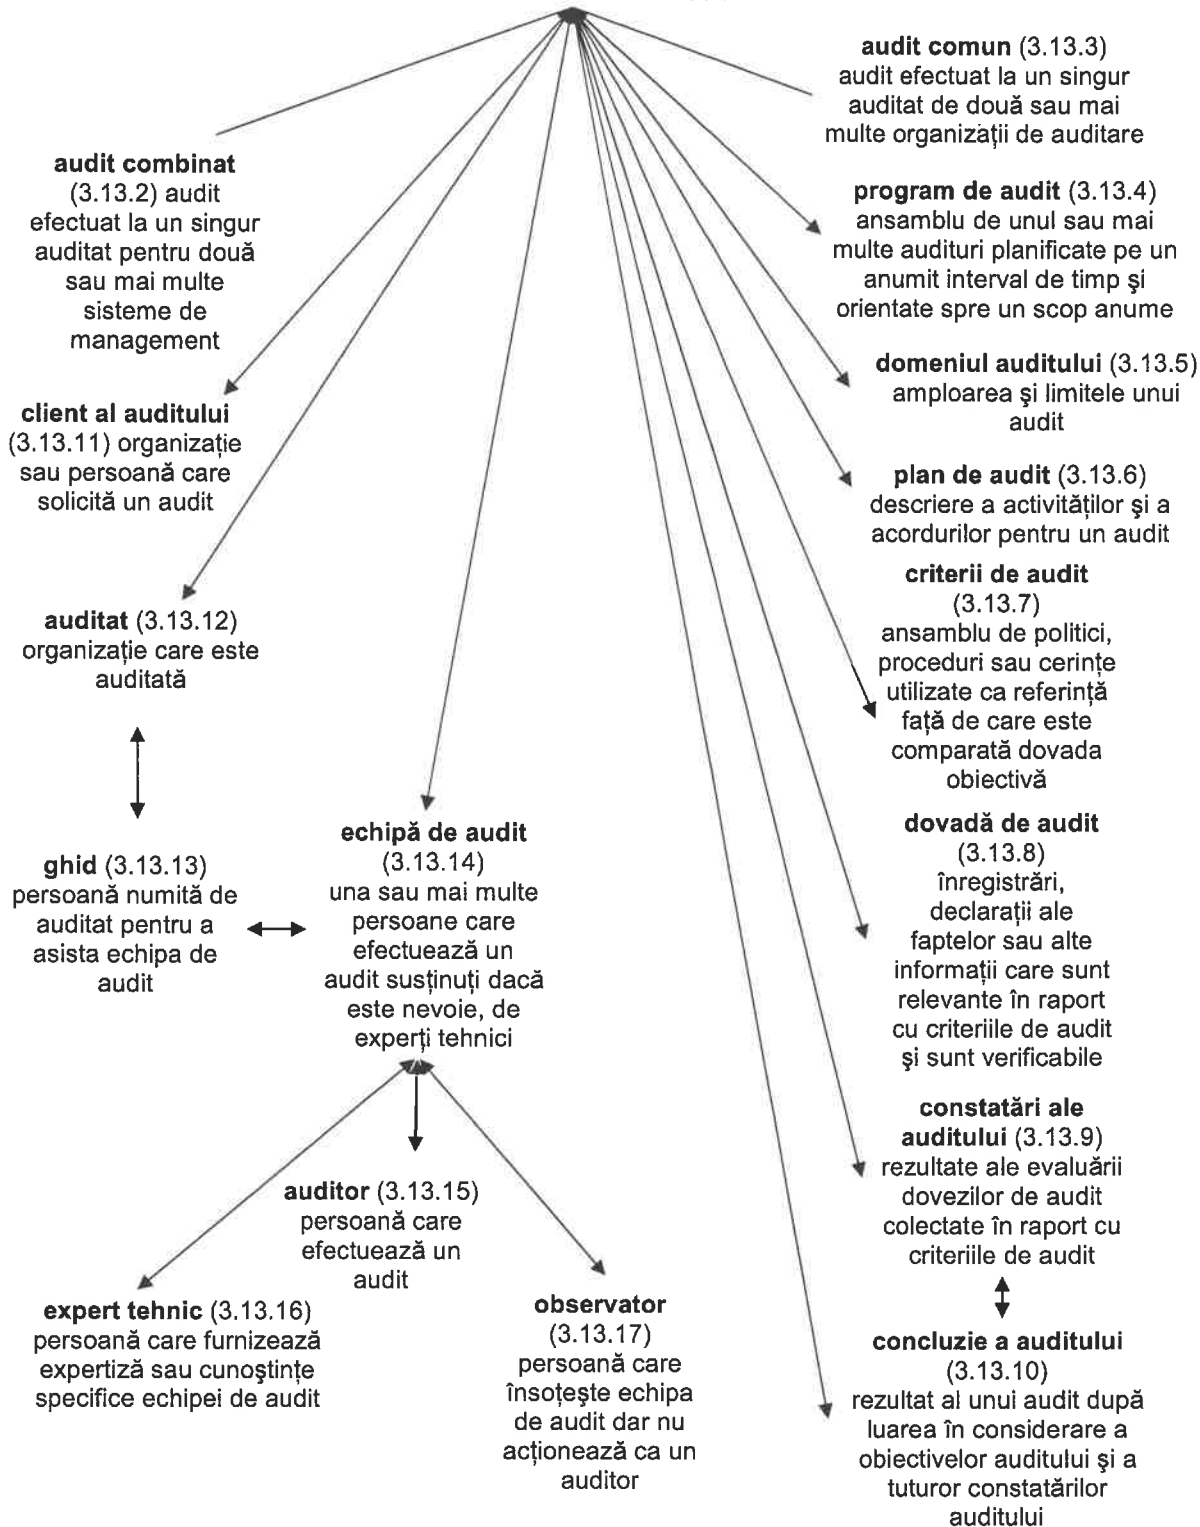 audit comun (3.13.3)
audit efectuat la un singur
auditat de două sau mai
multe organizații de auditare
audit combinat
(3.13.2) audit
efectuat la un singur
auditat pentru două
sau mai multe
sisteme de
management
program de audit (3.13.4)
ansamblu de unul sau mai
multe audituri planificate pe un
anumit interval de timp şi
orientate spre un scop anume
domeniul auditului (3.13.5)
amploarea şi limitele unui
audit
client al auditului
(3.13.11) organizație
sau persoană care
solicită un audit
plan de audit (3.13.6)
descriere a activităților şi a
acordurilor pentru un audit
criterii de audit
(3.13.7)
ansamblu de politici,
proceduri sau cerințe
utilizate ca referință
față de care este
comparată dovada
obiectivă
auditat (3.13.12)
organizație care este
auditată
ghid (3.13.13)
persoană numită de
auditat pentru a
asista echipa de
audit
echipă de audit
(3.13.14)
una sau mai multe
persoane care
efectuează un
audit susținuți dacă
este nevoie, de
experți tehnici
dovadă de audit
(3.13.8)
înregistrări,
declarații ale
faptelor sau alte
informații care sunt
relevante în raport
cu criteriile de audit
şi sunt verificabile
constatări ale
auditului (3.13.9)
rezultate ale evaluării
dovezilor de audit
colectate în raport cu
criteriile de audit
auditor (3.13.15)
persoană care
efectuează un
audit
expert tehnic (3.13.16)
persoană care furnizează
expertiză sau cunoştințe
specifice echipei de audit
observator
(3.13.17)
persoană care
însoțeşte echipa
de audit dar nu
acționează ca un
auditor
concluzie a auditului
(3.13.10)
rezultat al unui audit după
luarea în considerare a
obiectivelor auditului şi a
tuturor constatărilor
auditului